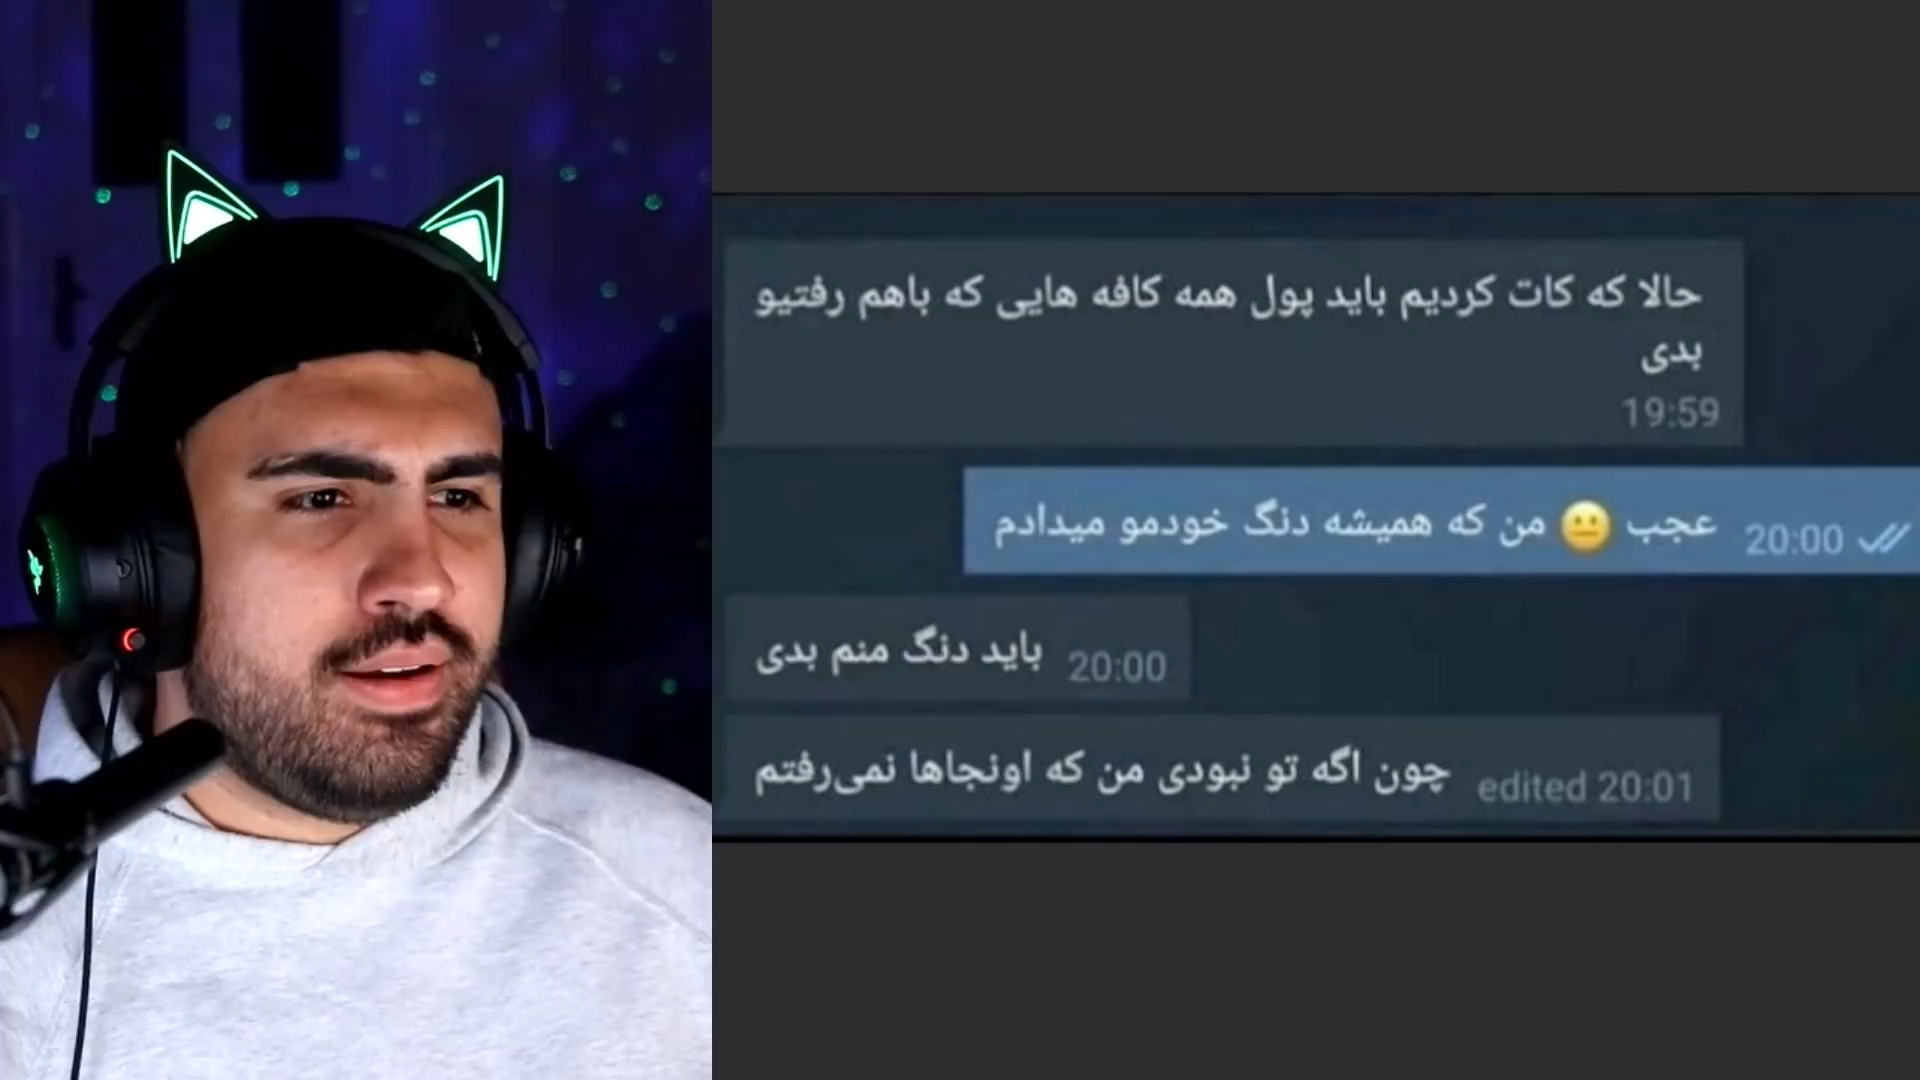 حالا که کات کردیم باید پول همه کافه هایی که باهم رفتیو
بدی
19:59
عجب 😐 من که همیشه دنگ خودمو میدادم 20:00
باید دنگ منم بدی 20:00
چون اگه تو نبودی من که اونجاها نمی‌رفتم edited 20:01